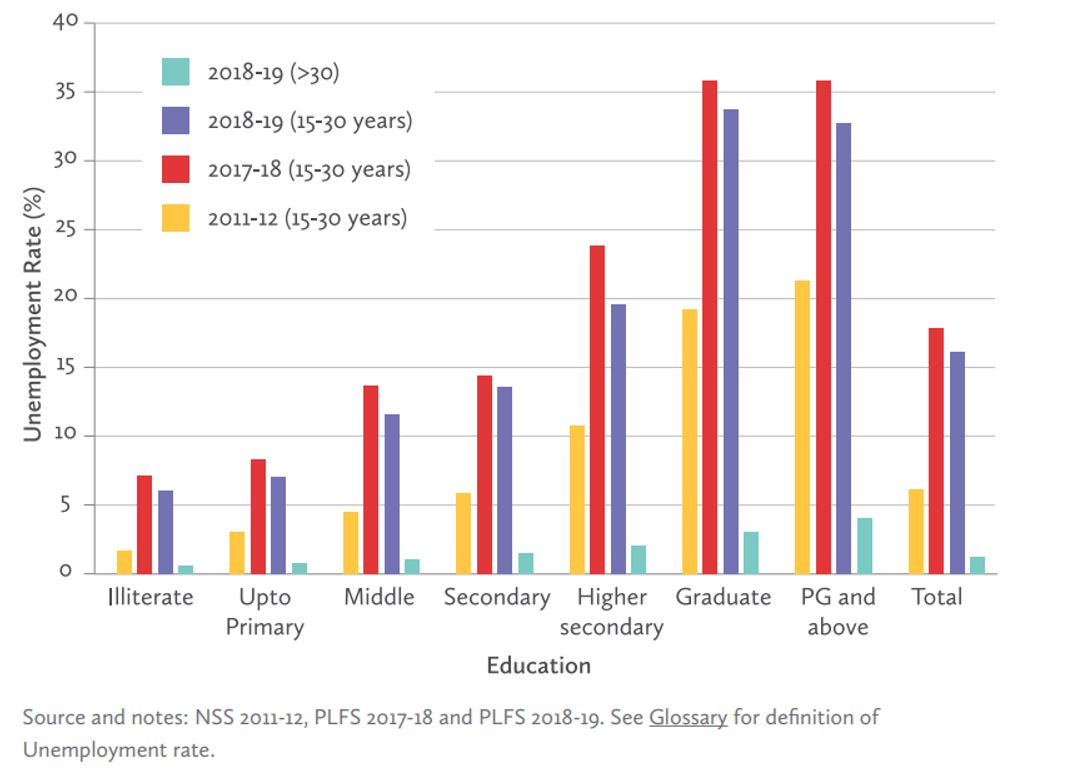 40
35
30
25
20
15
10
5
0
Unemployment Rate (%)
2018-19 (>30)
2018-19 (15-30 years)
2017-18 (15-30 years)
2011-12 (15-30 years)
Illiterate
Upto
Primary
Middle
Secondary
Higher
secondary
Graduate
PG and
above
Total
Education
Source and notes: NSS 2011-12, PLFS 2017-18 and PLFS 2018-19. See Glossary for definition of
Unemployment rate.